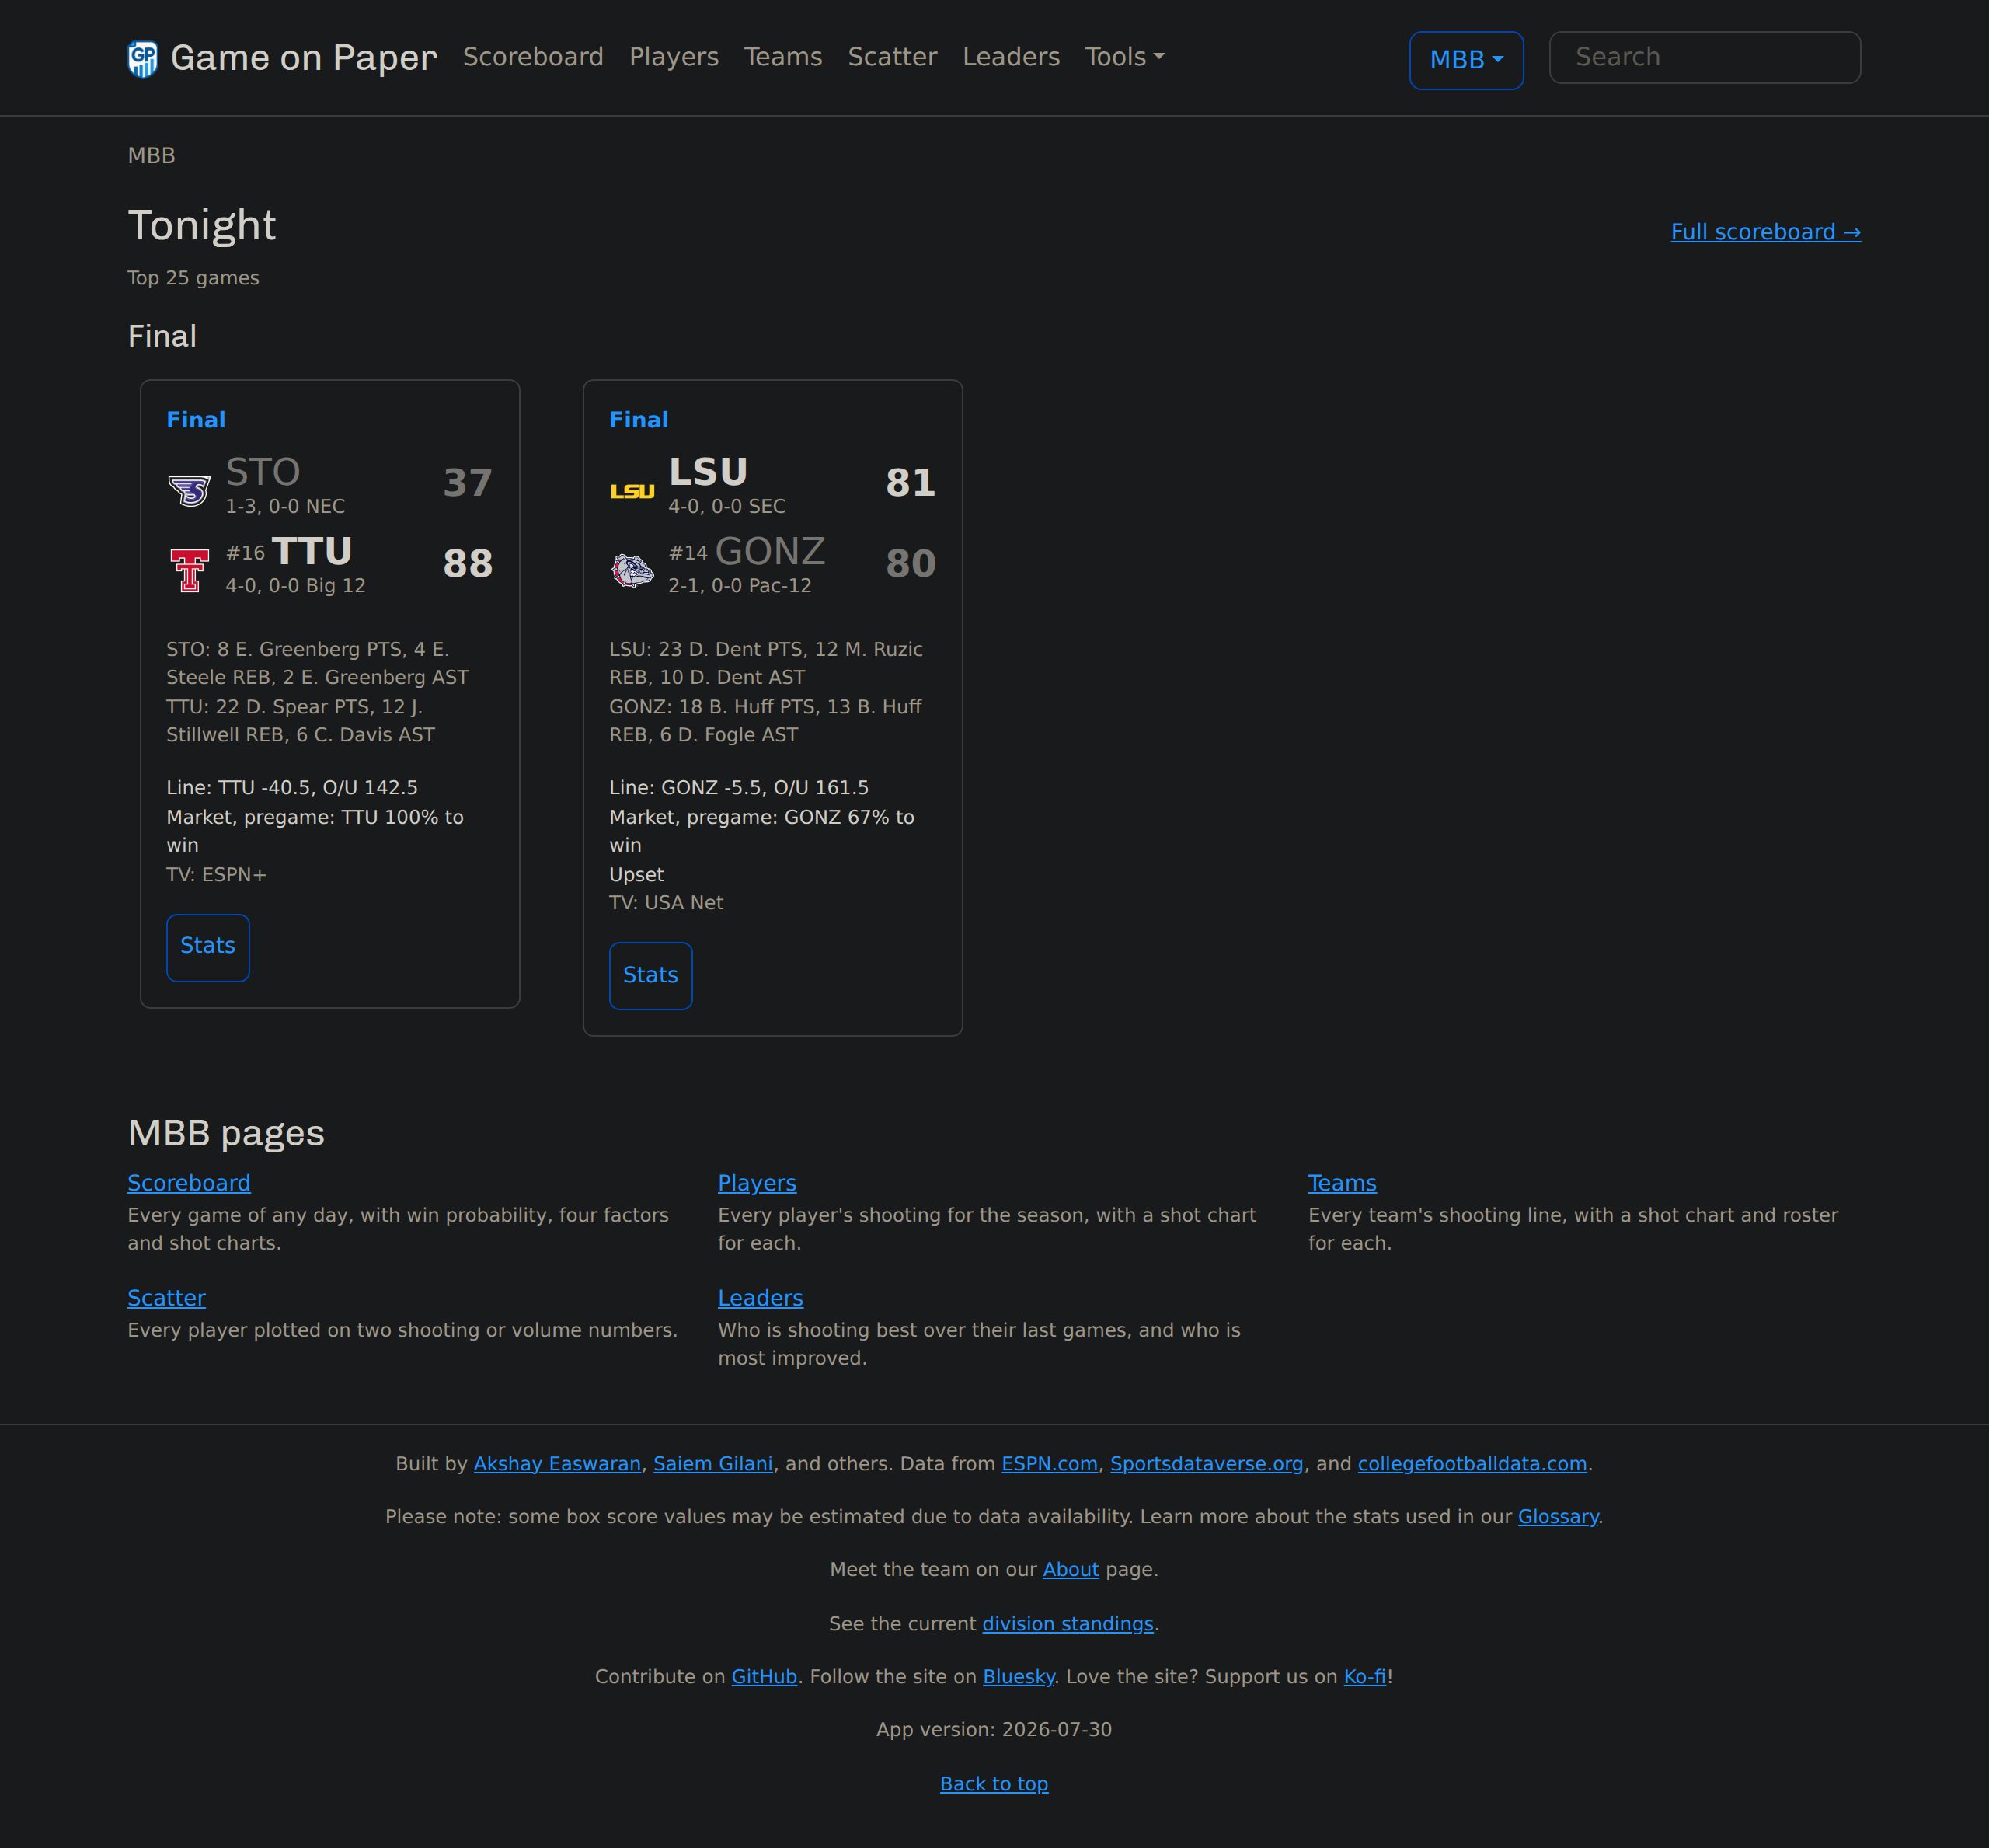 GP Game on Paper Scoreboard Players Teams Scatter Leaders Tools MBB Search
MBB
Tonight
Full scoreboard →
Top 25 games
Final
Final
STO 37
1-3, 0-0 NEC
#16 TTU 88
4-0, 0-0 Big 12
STO: 8 E. Greenberg PTS, 4 E.
Steele REB, 2 E. Greenberg AST
TTU: 22 D. Spear PTS, 12 J.
Stillwell REB, 6 C. Davis AST
Line: TTU -40.5, O/U 142.5
Market, pregame: TTU 100% to
win
TV: ESPN+
Stats
Final
LSU LSU 81
4-0, 0-0 SEC
#14 GONZ 80
2-1, 0-0 Pac-12
LSU: 23 D. Dent PTS, 12 M. Ruzic
REB, 10 D. Dent AST
GONZ: 18 B. Huff PTS, 13 B. Huff
REB, 6 D. Fogle AST
Line: GONZ -5.5, O/U 161.5
Market, pregame: GONZ 67% to
win
Upset
TV: USA Net
Stats
MBB pages
Scoreboard
Every game of any day, with win probability, four factors
and shot charts.
Players
Every player's shooting for the season, with a shot chart
for each.
Teams
Every team's shooting line, with a shot chart and roster
for each.
Scatter
Every player plotted on two shooting or volume numbers.
Leaders
Who is shooting best over their last games, and who is
most improved.
Built by Akshay Easwaran, Saiem Gilani, and others. Data from ESPN.com, Sportsdataverse.org, and collegefootballdata.com.
Please note: some box score values may be estimated due to data availability. Learn more about the stats used in our Glossary.
Meet the team on our About page.
See the current division standings.
Contribute on GitHub. Follow the site on Bluesky. Love the site? Support us on Ko-fi!
App version: 2026-07-30
Back to top